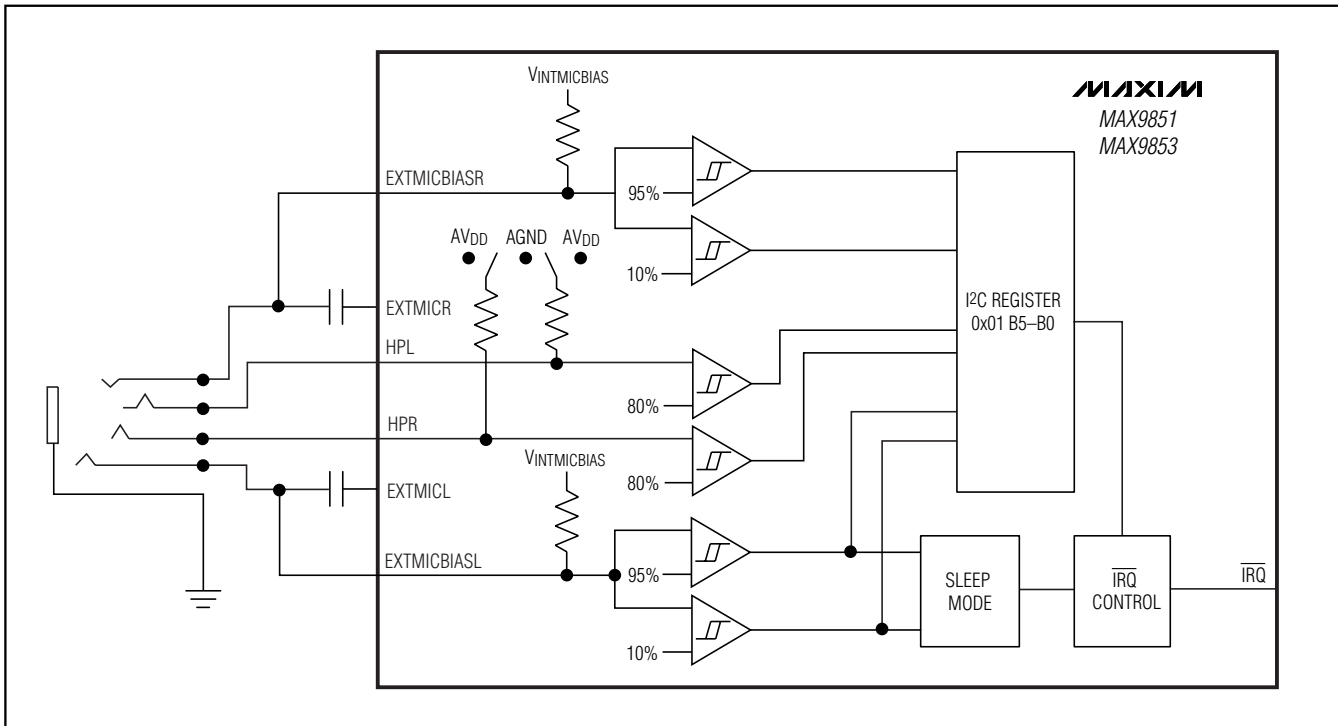 VINTMICBIAS
MAXIM
MAX9851
MAX9853
EXTMICBIASR
95%
AVDD AGND AVDD
10%
I2C REGISTER
0x01 B5–B0
EXTMICR
HPL
80%
HPR
VINTMICBIAS
80%
EXTMICL
EXTMICBIASL
95%
SLEEP
MODE
IRQ
CONTROL
IRQ
10%